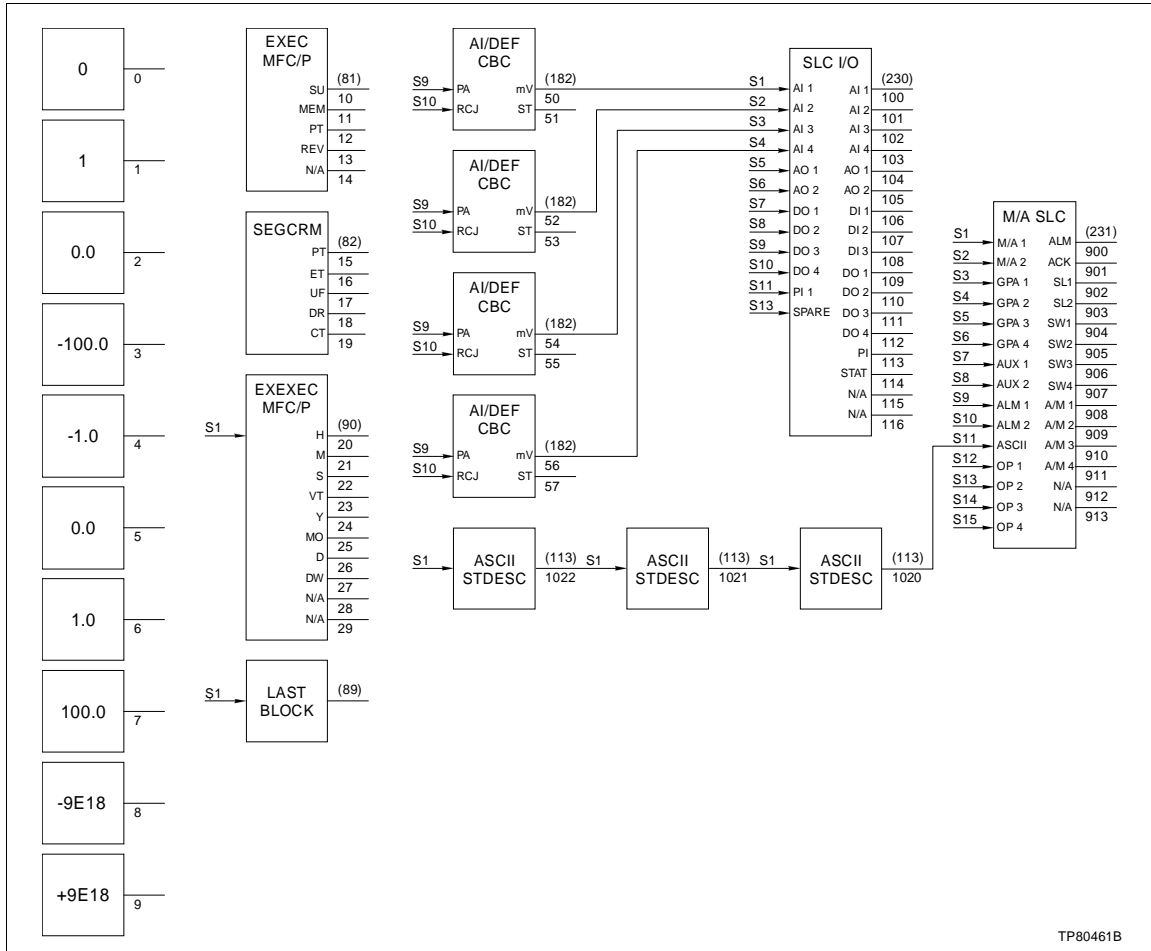 0
0
1
1
0.0
2
-100.0
3
-1.0
4
0.0
5
1.0
6
100.0
7
-9E18
8
+9E18
9
EXEC
MFC/P
SU (81)
10
MEM
11
PT
12
REV
13
N/A
14
SEGCRM
PT (82)
15
ET
16
UF
17
DR
18
CT
19
EXEXEC
MFC/P
S1
H (90)
20
M
21
S
22
VT
23
Y
24
MO
25
D
26
DW
27
N/A
28
N/A
29
S1
LAST
BLOCK
(89)
AI/DEF
CBC
S9 PA mV (182)
50
S10 RCJ ST
51
AI/DEF
CBC
S9 PA mV (182)
52
S10 RCJ ST
53
AI/DEF
CBC
S9 PA mV (182)
54
S10 RCJ ST
55
AI/DEF
CBC
S9 PA mV (182)
56
S10 RCJ ST
57
S1
ASCII
STDESC
(113)
1022
S1
ASCII
STDESC
(113)
1021
S1
ASCII
STDESC
(113)
1020
SLC I/O
S1 AI 1 AI 1 (230)
100
S2 AI 2 AI 2
101
S3 AI 3 AI 3
102
S4 AI 4 AI 4
103
S5 AO 1 AO 1
104
S6 AO 2 AO 2
105
S7 DO 1 DI 1
106
S8 DO 2 DI 2
107
S9 DO 3 DI 3
108
S10 DO 4 DO 1
109
S11 PI 1 DO 2
110
S13 SPARE DO 3
111
DO 4
112
PI
113
STAT
114
N/A
115
N/A
116
M/A SLC
S1 M/A 1 ALM (231)
900
S2 M/A 2 ACK
901
S3 GPA 1 SL1
902
S4 GPA 2 SL2
903
S5 GPA 3 SW1
904
S6 GPA 4 SW2
905
S7 AUX 1 SW3
906
S8 AUX 2 SW4
907
S9 ALM 1 A/M 1
908
S10 ALM 2 A/M 2
909
S11 ASCII A/M 3
910
S12 OP 1 A/M 4
911
S13 OP 2 N/A
912
S14 OP 3 N/A
913
S15 OP 4
TP80461B